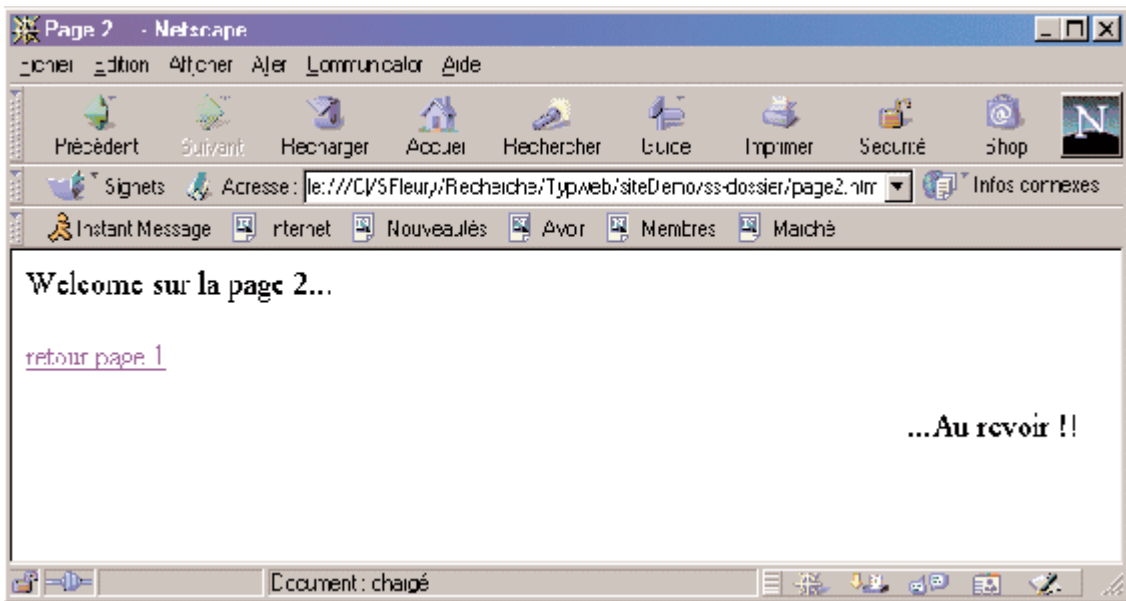 Page 2 - Netscape
Fichier Edition Afficher Aller Communicator Aide
Précédent Suivant Recharger Accueil Rechercher Guide Imprimer Sécurité Shop
N
Signets Adresse : le:///C|/SFleury/Recherche/Typweb/siteDemo/ss-dossier/page2.htm Infos connexes
Instant Message Internet Nouveautés Avoir Membres Marché
Welcome sur la page 2...
retour page 1
...Au revoir !!
Document : chargé